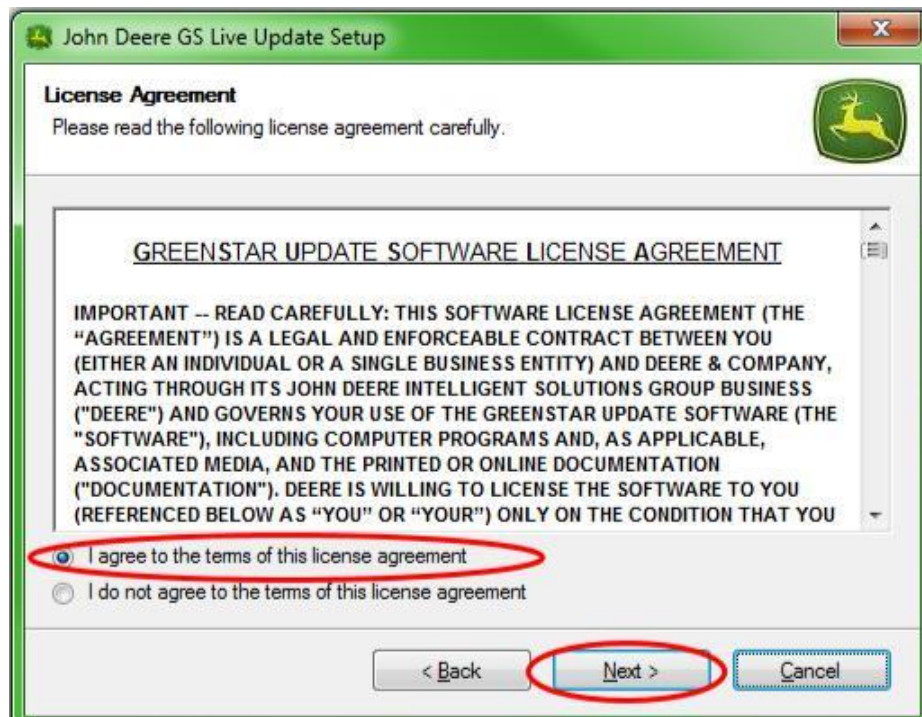 John Deere GS Live Update Setup
License Agreement
Please read the following license agreement carefully.
GREENSTAR UPDATE SOFTWARE LICENSE AGREEMENT
IMPORTANT -- READ CAREFULLY: THIS SOFTWARE LICENSE AGREEMENT (THE
“AGREEMENT”) IS A LEGAL AND ENFORCEABLE CONTRACT BETWEEN YOU
(EITHER AN INDIVIDUAL OR A SINGLE BUSINESS ENTITY) AND DEERE & COMPANY,
ACTING THROUGH ITS JOHN DEERE INTELLIGENT SOLUTIONS GROUP BUSINESS
("DEERE") AND GOVERNS YOUR USE OF THE GREENSTAR UPDATE SOFTWARE (THE
"SOFTWARE"), INCLUDING COMPUTER PROGRAMS AND, AS APPLICABLE,
ASSOCIATED MEDIA, AND THE PRINTED OR ONLINE DOCUMENTATION
("DOCUMENTATION"). DEERE IS WILLING TO LICENSE THE SOFTWARE TO YOU
(REFERENCED BELOW AS “YOU” OR “YOUR”) ONLY ON THE CONDITION THAT YOU
I agree to the terms of this license agreement
I do not agree to the terms of this license agreement
< Back Next > Cancel